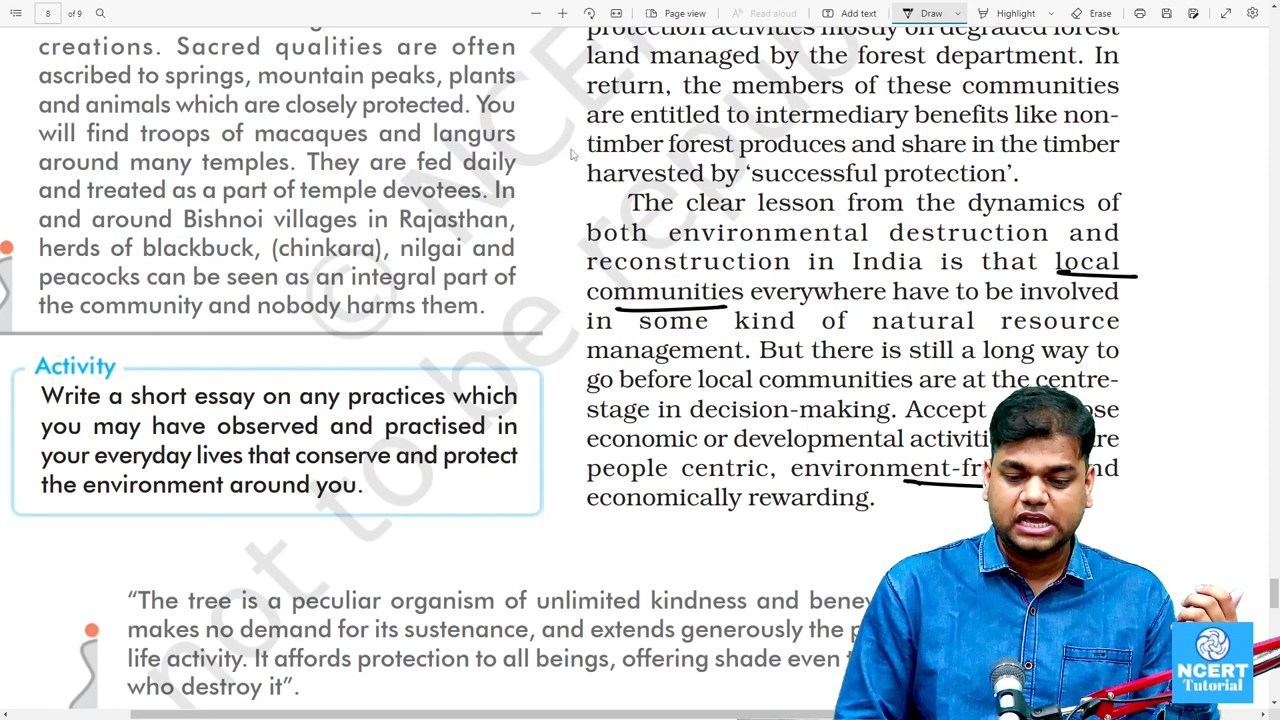 8 of 9
Page view
Read aloud
Add text
Draw
Highlight
Erase
creations. Sacred qualities are often
ascribed to springs, mountain peaks, plants
and animals which are closely protected. You
will find troops of macaques and langurs
around many temples. They are fed daily
and treated as a part of temple devotees. In
and around Bishnoi villages in Rajasthan,
herds of blackbuck, (chinkara), nilgai and
peacocks can be seen as an integral part of
the community and nobody harms them.
Activity
Write a short essay on any practices which
you may have observed and practised in
your everyday lives that conserve and protect
the environment around you.
protection activities mostly on degraded forest
land managed by the forest department. In
return, the members of these communities
are entitled to intermediary benefits like non-
timber forest produces and share in the timber
harvested by ‘successful protection’.
The clear lesson from the dynamics of
both environmental destruction and
reconstruction in India is that local
communities everywhere have to be involved
in some kind of natural resource
management. But there is still a long way to
go before local communities are at the centre-
stage in decision-making. Accept
economic or developmental
people centric,
economically rewarding.
“The tree is a peculiar organism of unlimited kindness and
makes no demand for its sustenance, and extends generously the
life activity. It affords protection to all beings, offering shade even
who destroy it”.
© NCE
not to be republ
NCERT
Tutorial